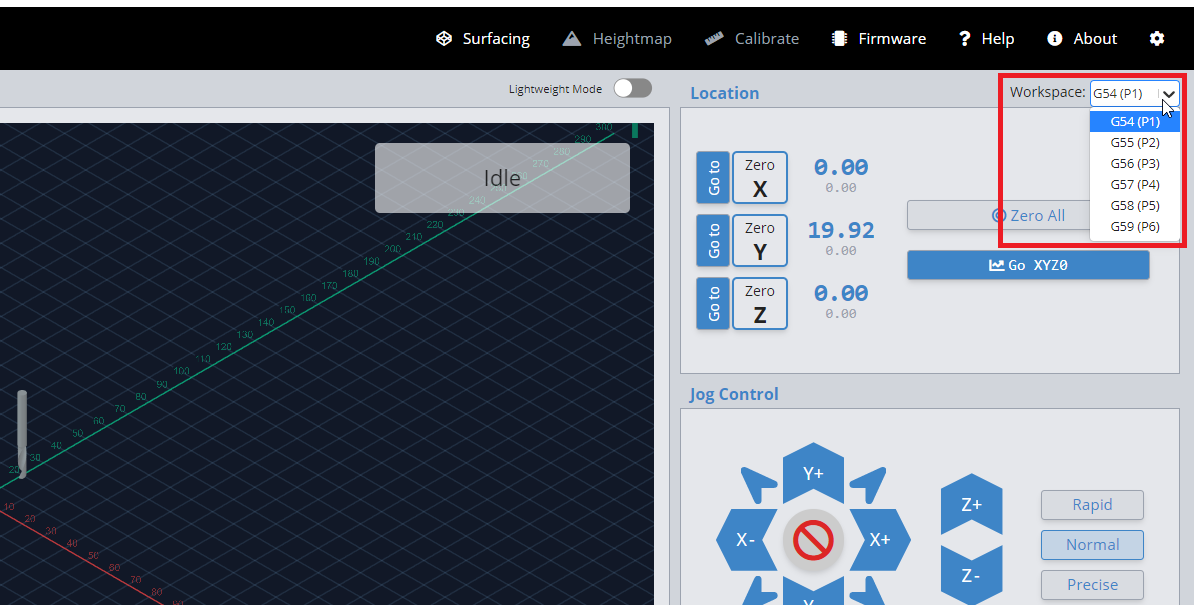 Surfacing Heightmap Calibrate Firmware Help About
Lightweight Mode
Location
Workspace: G54 (P1)
G54 (P1)
G55 (P2)
G56 (P3)
G57 (P4)
G58 (P5)
G59 (P6)
Idle
Go to
Zero
X
0.00
0.00
Go to
Zero
Y
19.92
0.00
Go to
Zero
Z
0.00
0.00
Zero All
Go XYZ0
300
290
280
270
240
230
220
210
200
190
180
170
160
150
140
130
120
110
100
90
80
70
60
50
40
30
20
10
20
30
40
50
60
70
80
Jog Control
Y+
X-
X+
Z+
Z-
Rapid
Normal
Precise